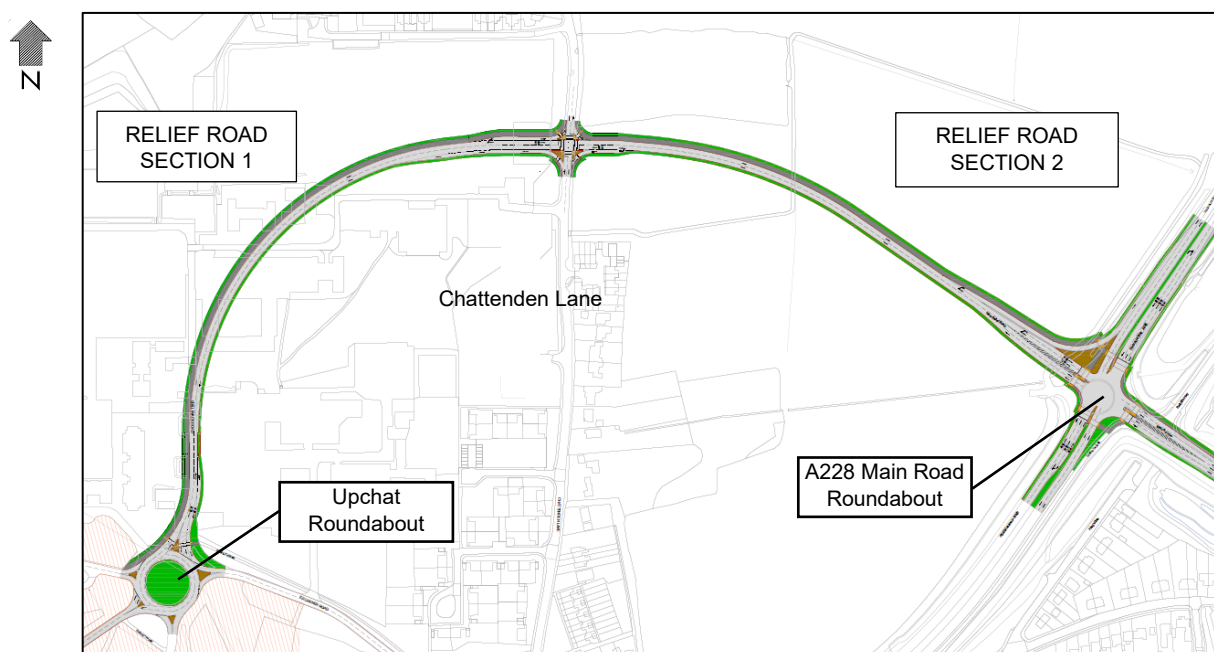 N
RELIEF ROAD
SECTION 1
RELIEF ROAD
SECTION 2
Chattenden Lane
Upchat
Roundabout
A228 Main Road
Roundabout